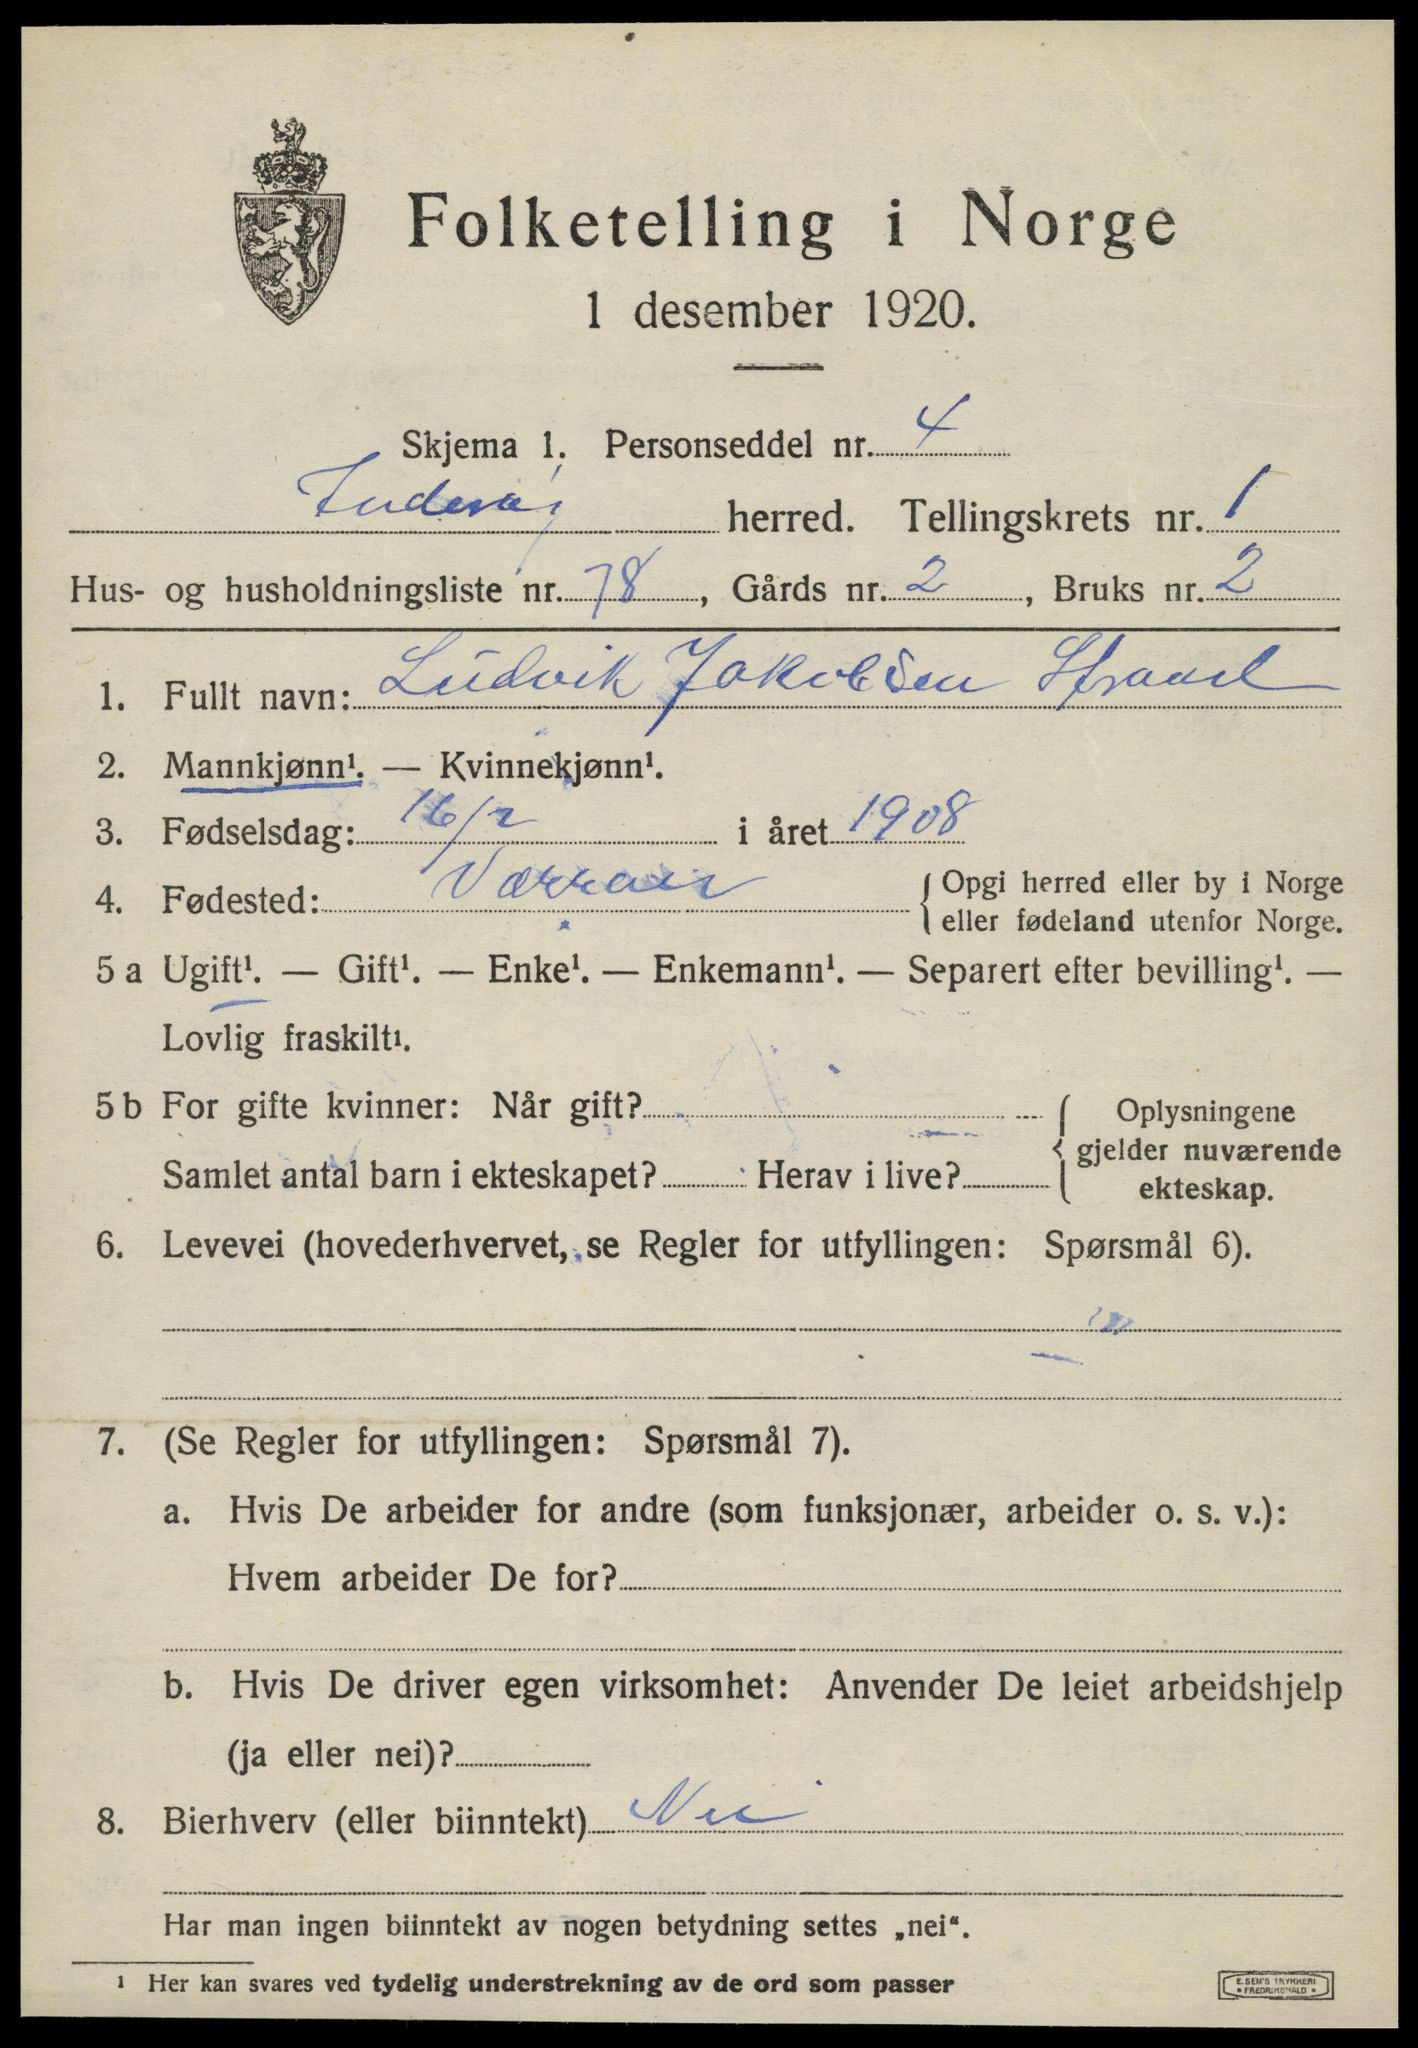 Folketelling i Norge
1 desember 1920.
Skjema 1. Personseddel nr. 4
Inderøy herred. Tellingskrets nr. 1
Hus- og husholdningsliste nr. 78, Gårds nr. 2, Bruks nr. 2
1. Fullt navn: Ludvik Jakobsen Straand
2. Mannkjønn¹. — Kvinnekjønn¹.
3. Fødselsdag: 16/2 i året 1908
4. Fødested: Værran { Opgi herred eller by i Norge
eller fødeland utenfor Norge.
5 a Ugift¹. — Gift¹. — Enke¹. — Enkemann¹. — Separert efter bevilling¹. —
Lovlig fraskilt¹.
5 b For gifte kvinner: Når gift? { Oplysningene
gjelder nuværende
Samlet antal barn i ekteskapet? Herav i live? ekteskap.
6. Levevei (hovederhvervet, se Regler for utfyllingen: Spørsmål 6).
7. (Se Regler for utfyllingen: Spørsmål 7).
a. Hvis De arbeider for andre (som funksjonær, arbeider o. s. v.):
Hvem arbeider De for?
b. Hvis De driver egen virksomhet: Anvender De leiet arbeidshjelp
(ja eller nei)?
8. Bierhverv (eller biinntekt) Nei
Har man ingen biinntekt av nogen betydning settes „nei“.
¹ Her kan svares ved tydelig understrekning av de ord som passer
E. SEM'S TRYKKERI
• FREDRIKSHALD •